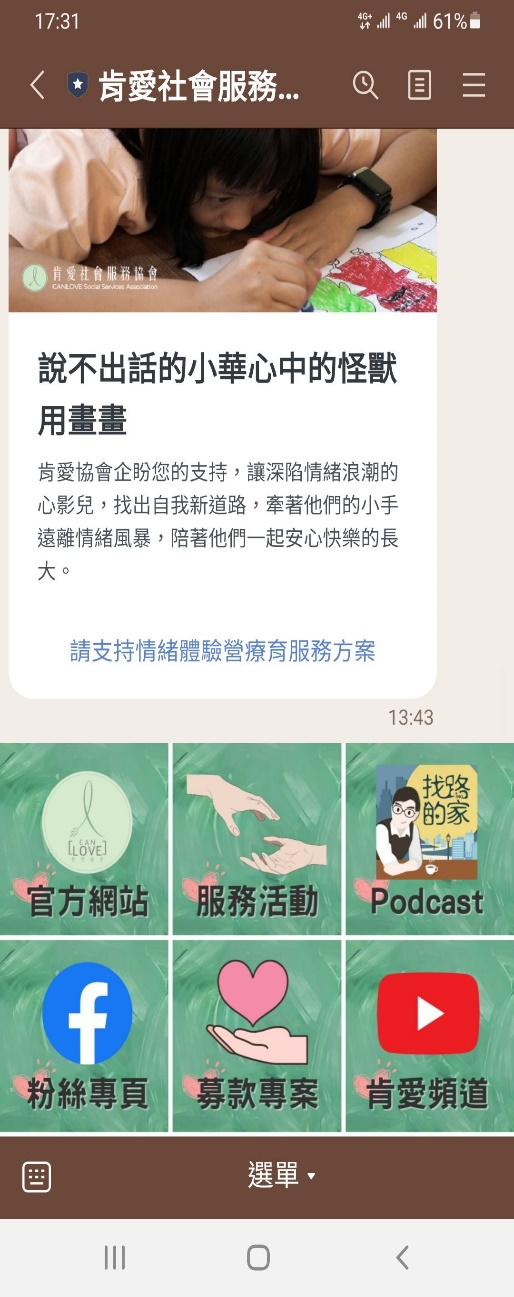 17:31
4G+ 4G 61%
肯愛社會服務...
肯愛社會服務協會
CANLOVE Social Services Association
說不出話的小華心中的怪獸
用畫畫
肯愛協會企盼您的支持，讓深陷情緒浪潮的
心影兒，找出自我新道路，牽著他們的小手
遠離情緒風暴，陪著他們一起安心快樂的長
大。
請支持情緒體驗營療育服務方案
13:43
CAN
[LOVE]
找路
的家
官方網站
服務活動
Podcast
粉絲專頁
募款專案
肯愛頻道
選單